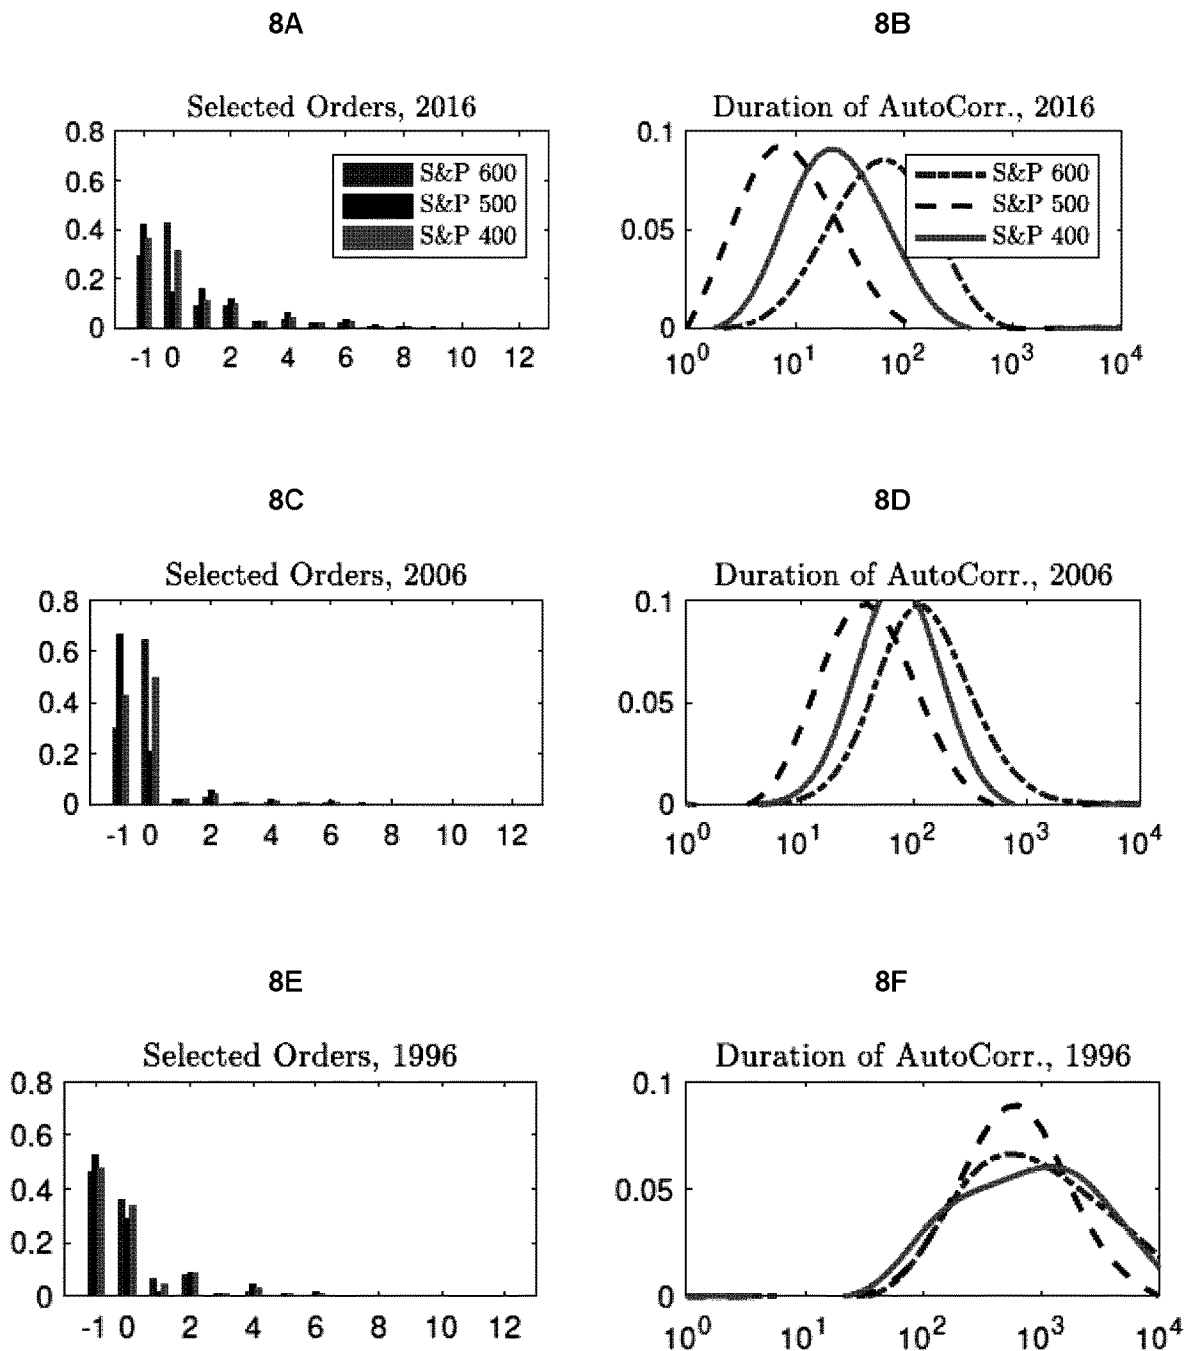 8A
8B
Selected Orders, 2016
Duration of AutoCorr., 2016
0.8
0.6
0.4
0.2
0
-1 0 2 4 6 8 10 12
S&P 600
S&P 500
S&P 400
0.1
0.05
0
10^0 10^1 10^2 10^3 10^4
S&P 600
S&P 500
S&P 400
8C
8D
Selected Orders, 2006
Duration of AutoCorr., 2006
0.8
0.6
0.4
0.2
0
-1 0 2 4 6 8 10 12
0.1
0.05
0
10^0 10^1 10^2 10^3 10^4
8E
8F
Selected Orders, 1996
Duration of AutoCorr., 1996
0.8
0.6
0.4
0.2
0
-1 0 2 4 6 8 10 12
0.1
0.05
0
10^0 10^1 10^2 10^3 10^4